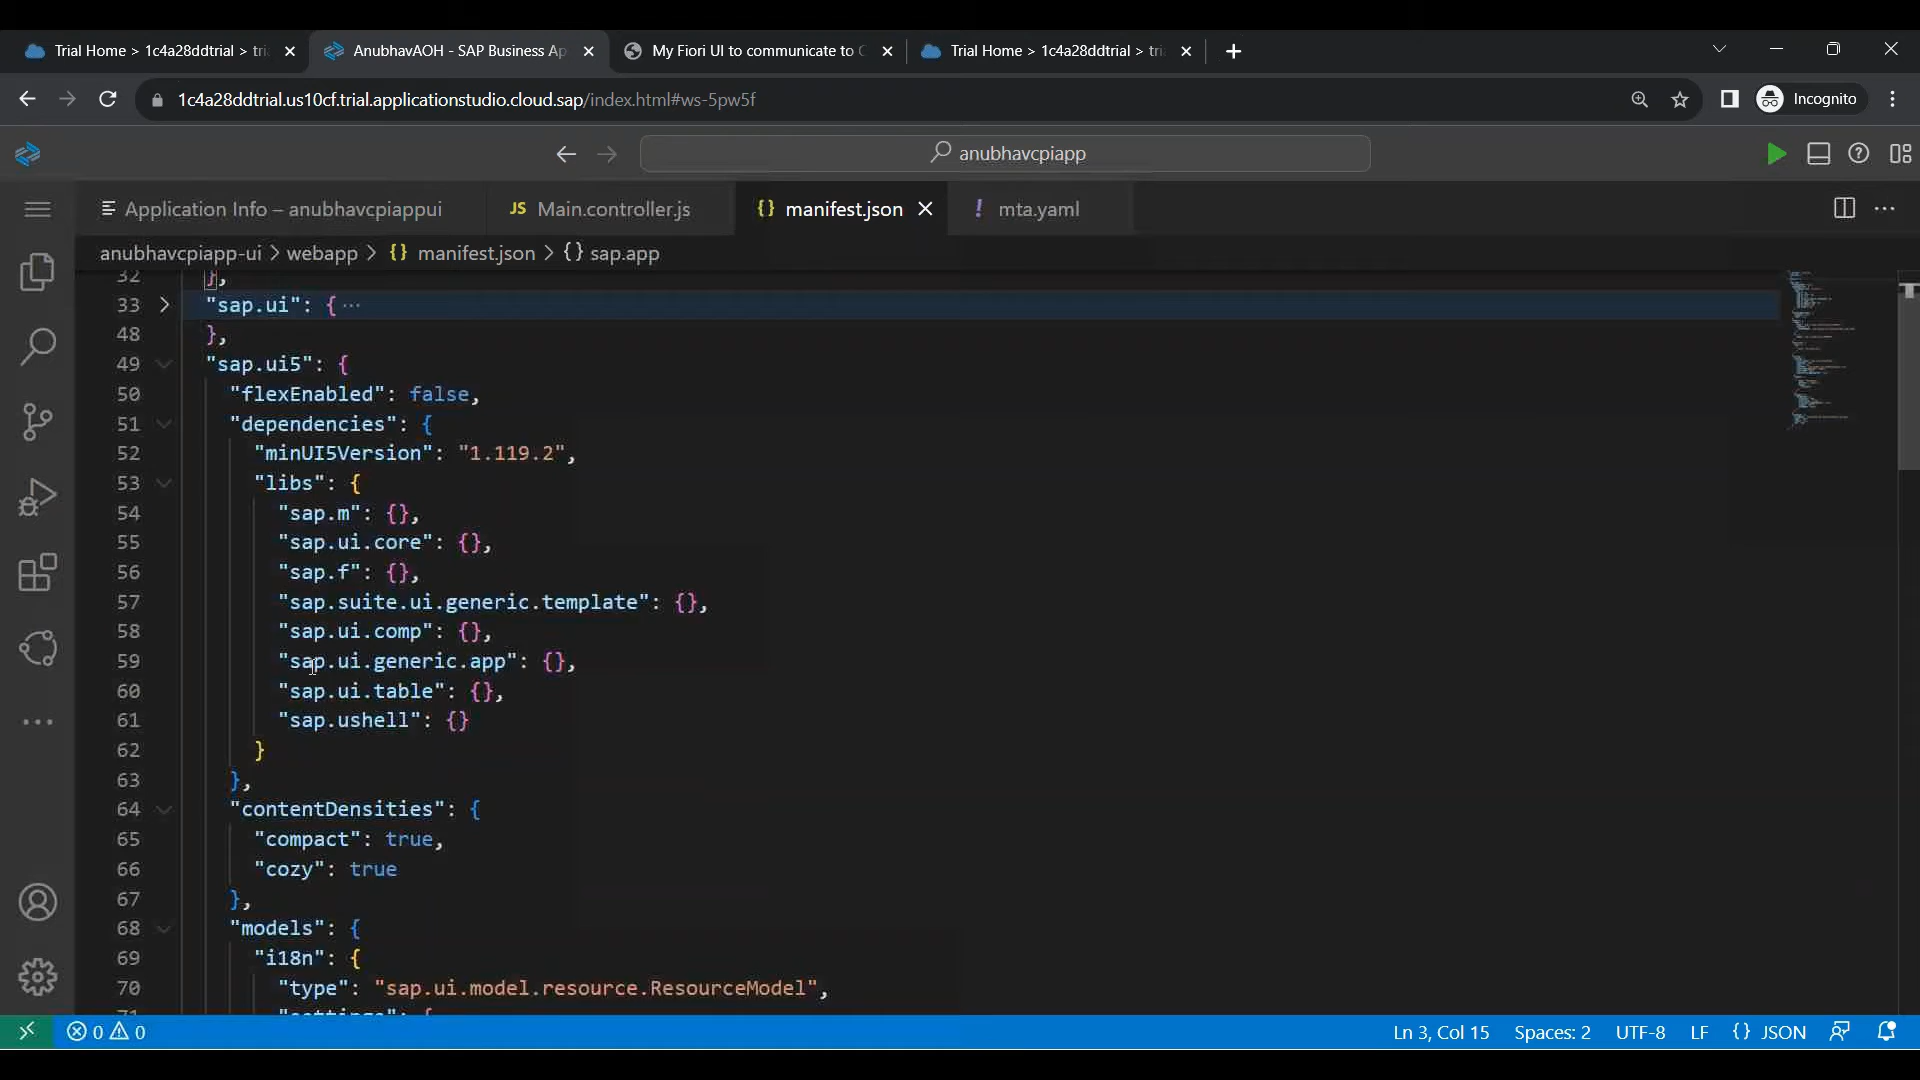 Trial Home > 1c4a28ddtrial > tri
AnubhavAOH - SAP Business Ap
My Fiori UI to communicate to C
Trial Home > 1c4a28ddtrial > tri
1c4a28ddtrial.us10cf.trial.applicationstudio.cloud.sap/index.html#ws-5pw5f
Incognito
anubhavcpiapp
Application Info – anubhavcpiappui
JS Main.controller.js
{} manifest.json
! mta.yaml
anubhavcpiapp-ui > webapp > {} manifest.json > {} sap.app
32 },
33 "sap.ui": { ···
48 },
49 "sap.ui5": {
50 "flexEnabled": false,
51 "dependencies": {
52 "minUI5Version": "1.119.2",
53 "libs": {
54 "sap.m": {},
55 "sap.ui.core": {},
56 "sap.f": {},
57 "sap.suite.ui.generic.template": {},
58 "sap.ui.comp": {},
59 "sap.ui.generic.app": {},
60 "sap.ui.table": {},
61 "sap.ushell": {}
62 }
63 },
64 "contentDensities": {
65 "compact": true,
66 "cozy": true
67 },
68 "models": {
69 "i18n": {
70 "type": "sap.ui.model.resource.ResourceModel",
71 "settings": {
0 0
Ln 3, Col 15
Spaces: 2
UTF-8
LF
{} JSON